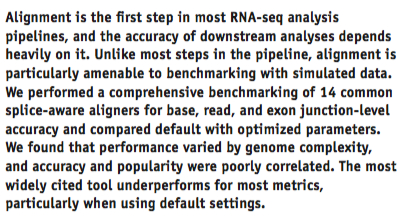 Alignment is the first step in most RNA-seq analysis
pipelines, and the accuracy of downstream analyses depends
heavily on it. Unlike most steps in the pipeline, alignment is
particularly amenable to benchmarking with simulated data.
We performed a comprehensive benchmarking of 14 common
splice-aware aligners for base, read, and exon junction-level
accuracy and compared default with optimized parameters.
We found that performance varied by genome complexity,
and accuracy and popularity were poorly correlated. The most
widely cited tool underperforms for most metrics,
particularly when using default settings.